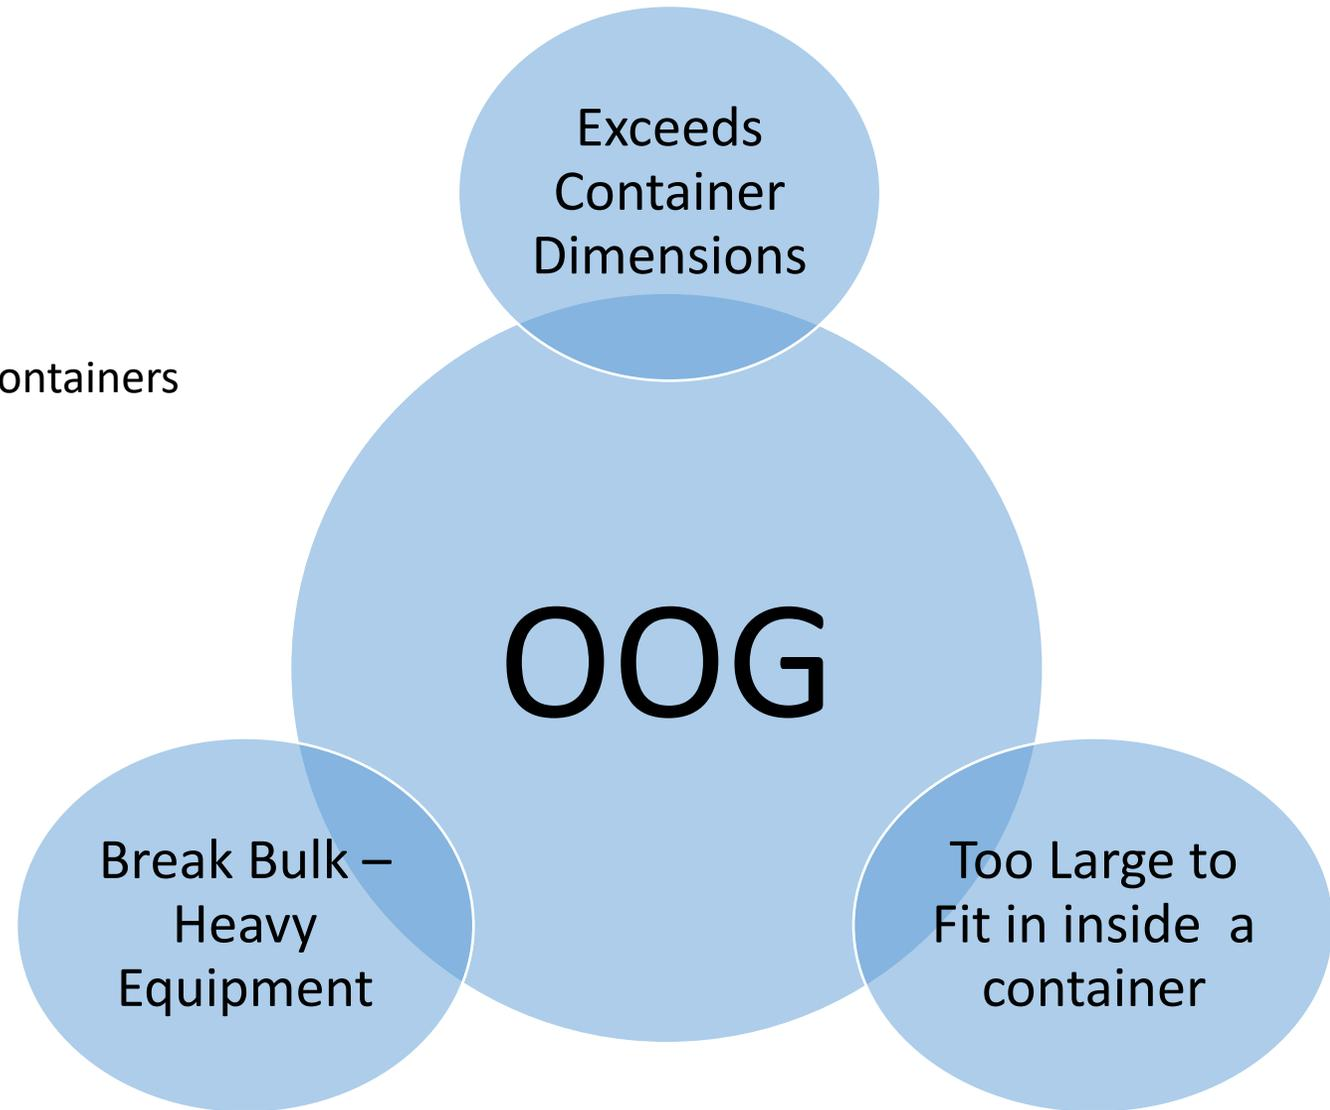 Exceeds
Container
Dimensions
ontainers
OOG
Break Bulk –
Heavy
Equipment
Too Large to
Fit in inside  a
container